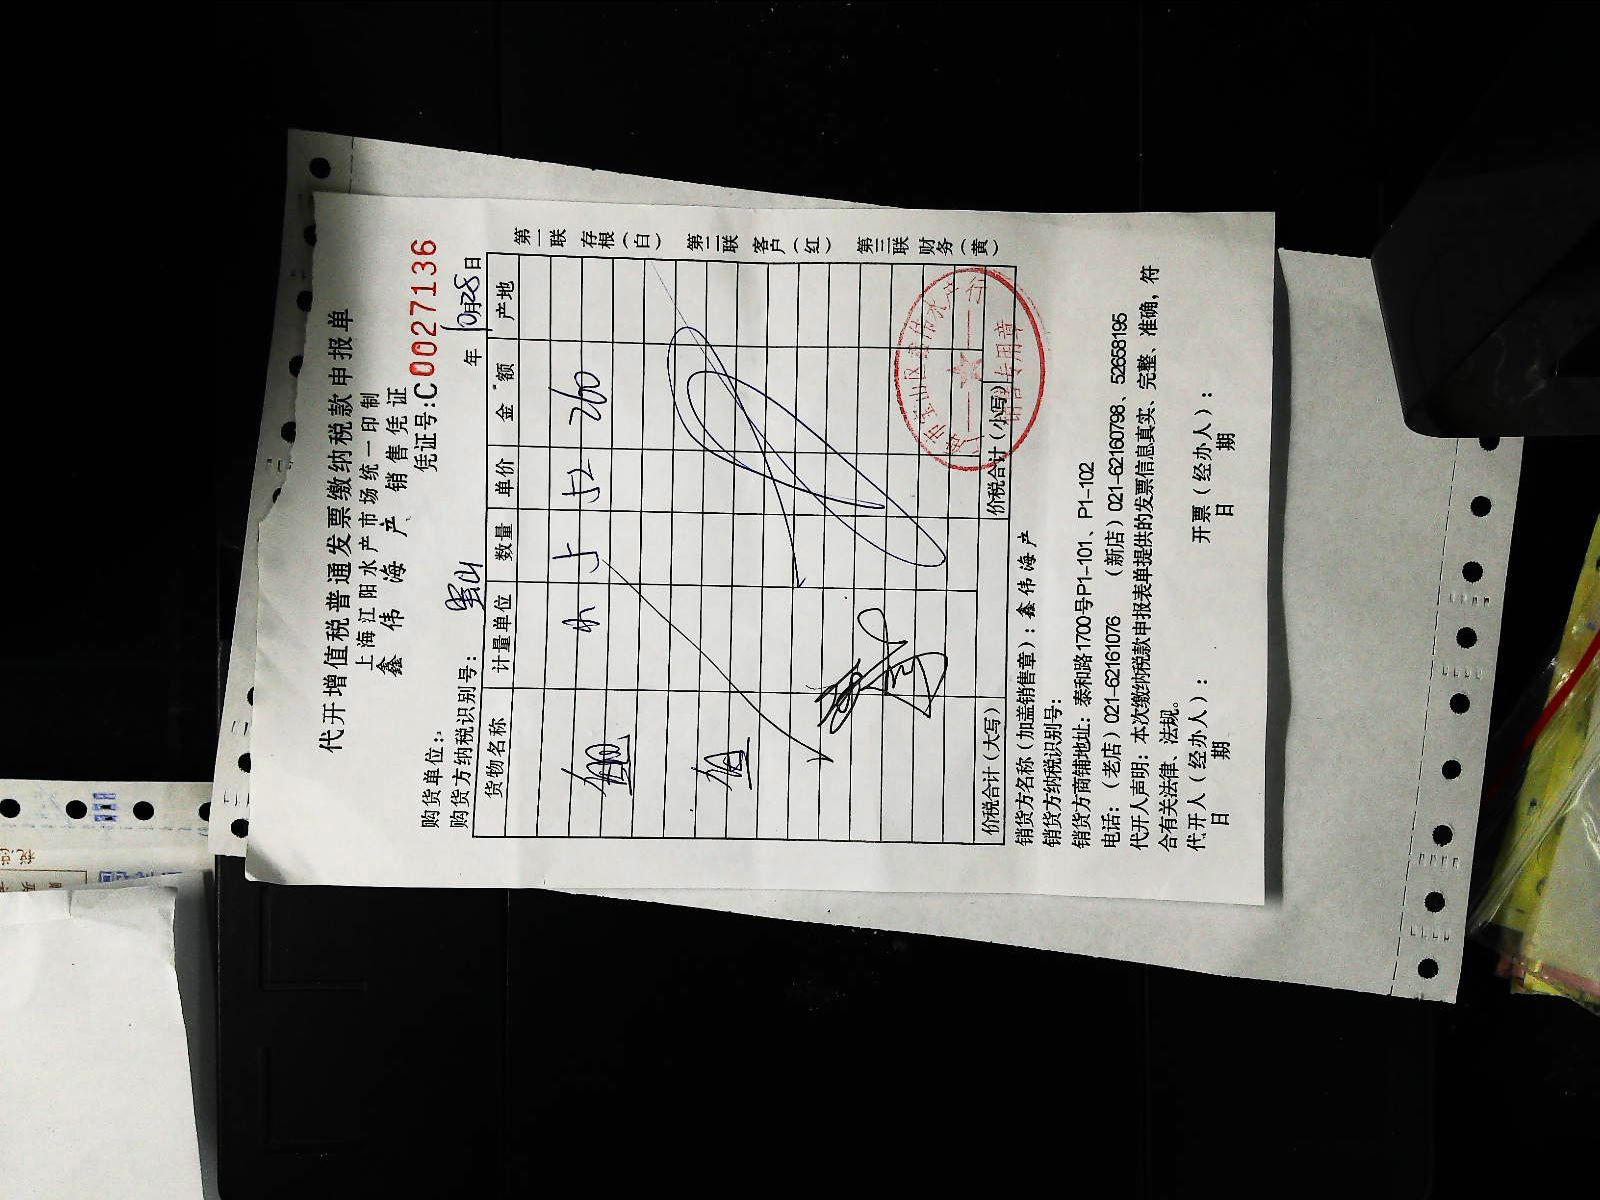 代开增值税普通发票缴纳税款申报单
上海江阳水产市场统一印制
鑫伟海产 销售凭证
购货单位： 凭证号:C0027136
购货方纳税识别号： 年10月28日
货物名称 计量单位 数量 单价 金额 产地
5 52 260
价税合计(大写) 价税合计(小写)
第一联 存根(白) 第二联 客户(红) 第三联 财务(黄)
销货方名称(加盖销售章)：鑫伟海产
销货方纳税识别号：
销货方商铺地址：泰和路1700号P1-101、P1-102
电话：(老店)021-62161076 (新店)021-62160798、52658195
代开人声明：本次缴纳税款申报表单提供的发票信息真实、完整、准确，符
合有关法律、法规。
代开人(经办人)： 开票(经办人)：
日 期 日 期